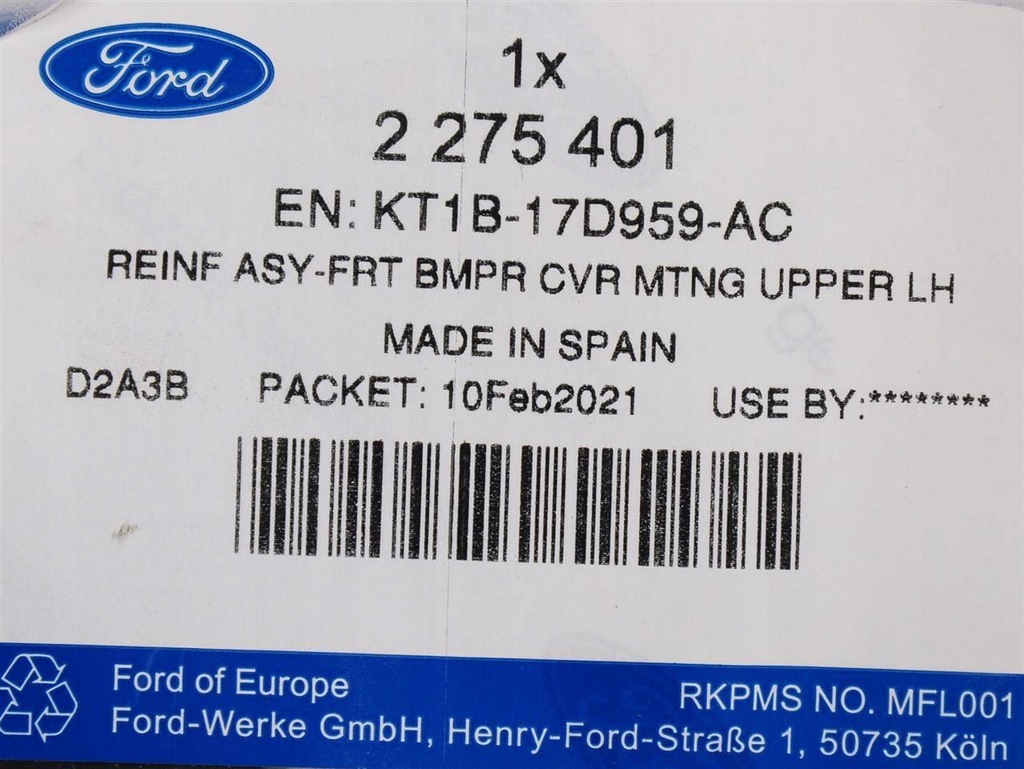 Ford
1x
2 275 401
EN: KT1B-17D959-AC
REINF ASY-FRT BMPR CVR MTNG UPPER LH
MADE IN SPAIN
D2A3B PACKET: 10Feb2021 USE BY:********
Ford of Europe RKPMS NO. MFL001
Ford-Werke GmbH, Henry-Ford-Straße 1, 50735 Köln